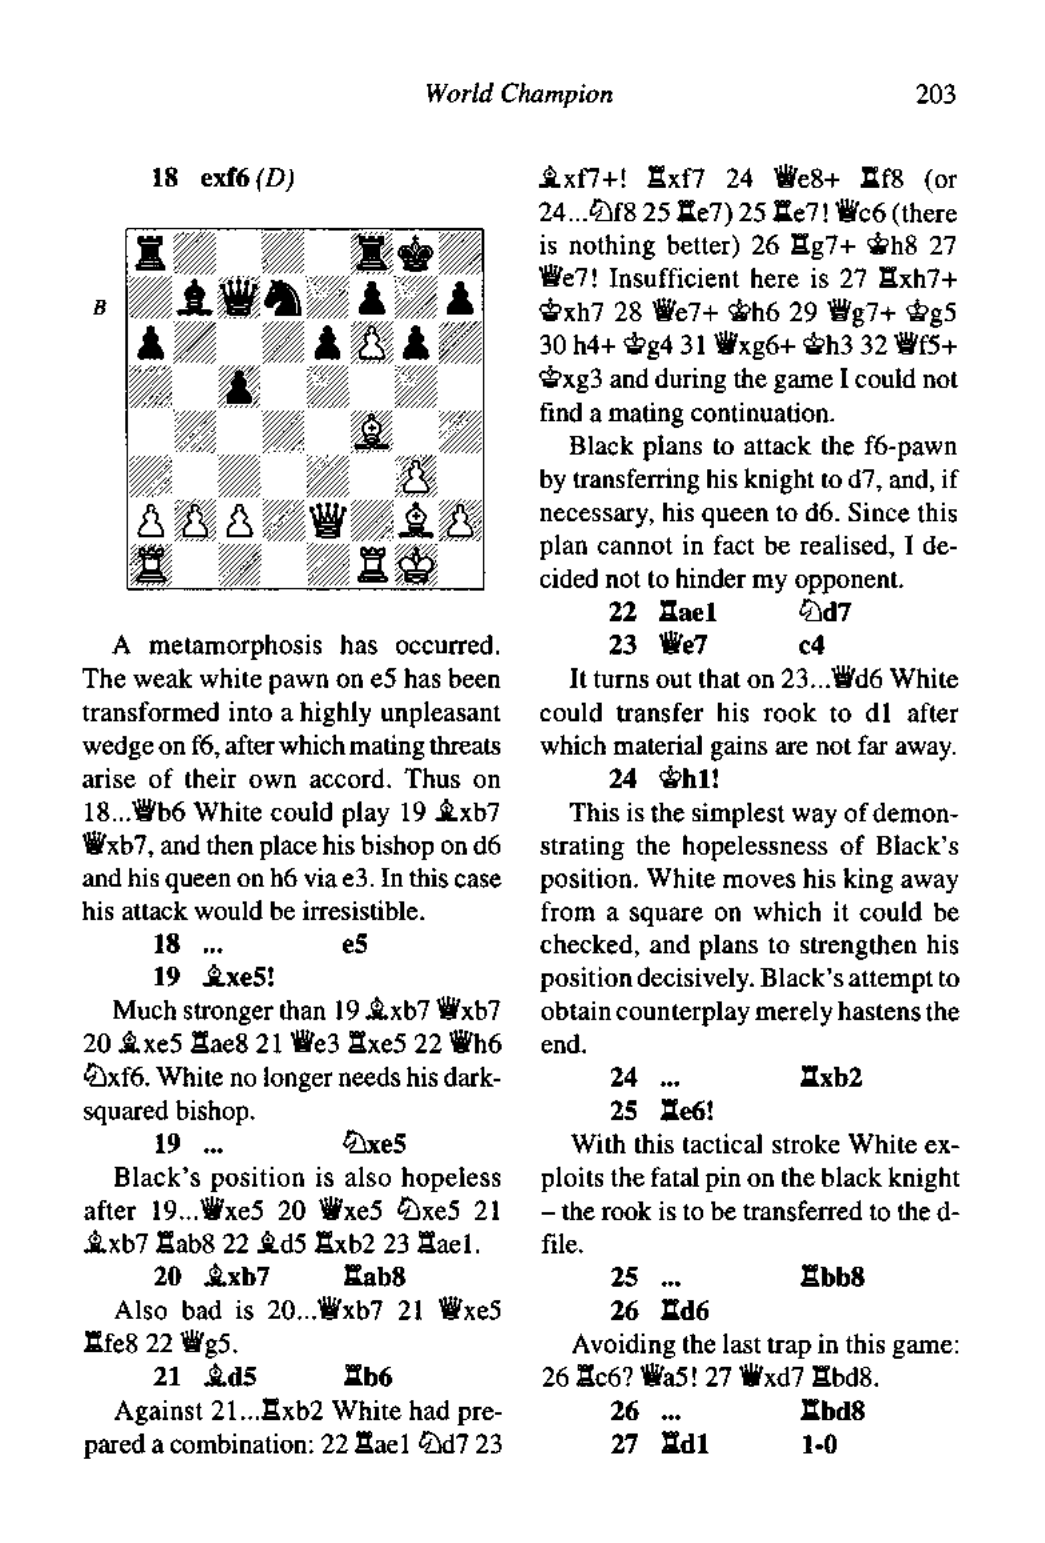 World Champion 203
18 exf6 (D)
B
A metamorphosis has occurred.
The weak white pawn on e5 has been
transformed into a highly unpleasant
wedge on f6, after which mating threats
arise of their own accord. Thus on
18...♛b6 White could play 19 ♗xb7
♛xb7, and then place his bishop on d6
and his queen on h6 via e3. In this case
his attack would be irresistible.
18 ... e5
19 ♗xe5!
Much stronger than 19 ♗xb7 ♛xb7
20 ♗xe5 ♖ae8 21 ♛e3 ♖xe5 22 ♛h6
♘xf6. White no longer needs his dark-
squared bishop.
19 ... ♘xe5
Black's position is also hopeless
after 19...♛xe5 20 ♛xe5 ♘xe5 21
♗xb7 ♖ab8 22 ♗d5 ♖xb2 23 ♖ae1.
20 ♗xb7 ♖ab8
Also bad is 20...♛xb7 21 ♛xe5
♖fe8 22 ♛g5.
21 ♗d5 ♖b6
Against 21...♖xb2 White had pre-
pared a combination: 22 ♖ae1 ♘d7 23
♗xf7+! ♖xf7 24 ♛e8+ ♖f8 (or
24...♘f8 25 ♖e7) 25 ♖e7! ♛c6 (there
is nothing better) 26 ♖g7+ ♔h8 27
♛e7! Insufficient here is 27 ♖xh7+
♔xh7 28 ♛e7+ ♔h6 29 ♛g7+ ♔g5
30 h4+ ♔g4 31 ♛xg6+ ♔h3 32 ♛f5+
♔xg3 and during the game I could not
find a mating continuation.
Black plans to attack the f6-pawn
by transferring his knight to d7, and, if
necessary, his queen to d6. Since this
plan cannot in fact be realised, I de-
cided not to hinder my opponent.
22 ♖ae1 ♘d7
23 ♛e7 c4
It turns out that on 23...♛d6 White
could transfer his rook to d1 after
which material gains are not far away.
24 ♔h1!
This is the simplest way of demon-
strating the hopelessness of Black's
position. White moves his king away
from a square on which it could be
checked, and plans to strengthen his
position decisively. Black's attempt to
obtain counterplay merely hastens the
end.
24 ... ♖xb2
25 ♖e6!
With this tactical stroke White ex-
ploits the fatal pin on the black knight
– the rook is to be transferred to the d-
file.
25 ... ♖bb8
26 ♖d6
Avoiding the last trap in this game:
26 ♖c6? ♛a5! 27 ♛xd7 ♖bd8.
26 ... ♖bd8
27 ♖d1 1-0